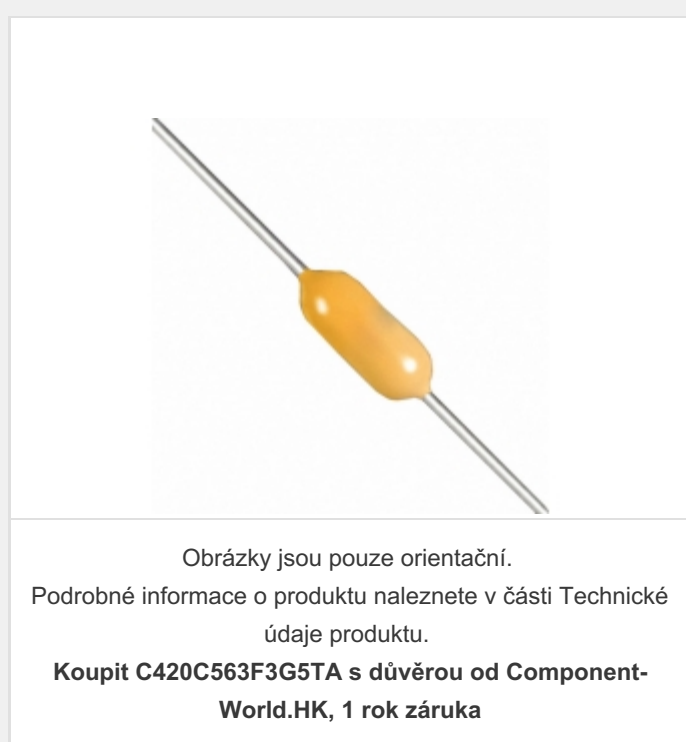 Obrázky jsou pouze orientační.
Podrobné informace o produktu naleznete v části Technické
údaje produktu.
Koupit C420C563F3G5TA s důvěrou od Component-
World.HK, 1 rok záruka